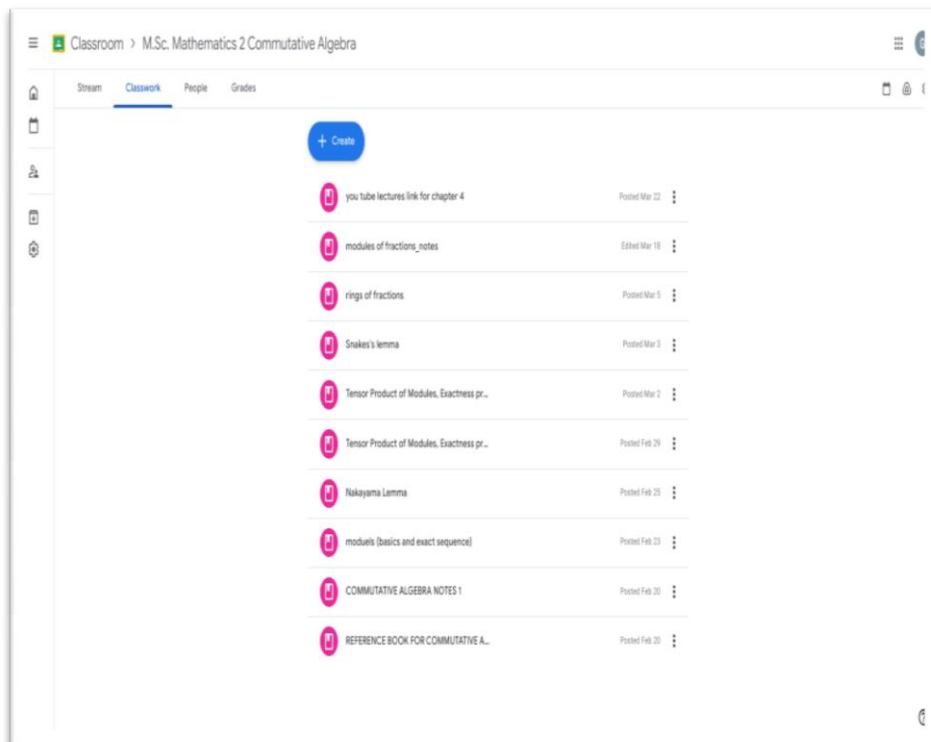 Classroom > M.Sc. Mathematics 2 Commutative Algebra
Stream Classwork People Grades
+ Create
you tube lectures link for chapter 4 Posted Mar 22
modules of fractions_notes Edited Mar 18
rings of fractions Posted Mar 5
Snakes's lemma Posted Mar 3
Tensor Product of Modules, Exactness pr... Posted Mar 2
Tensor Product of Modules, Exactness pr... Posted Feb 29
Nakayama Lemma Posted Feb 25
moduels (basics and exact sequence) Posted Feb 23
COMMUTATIVE ALGEBRA NOTES 1 Posted Feb 20
REFERENCE BOOK FOR COMMUTATIVE A... Posted Feb 20